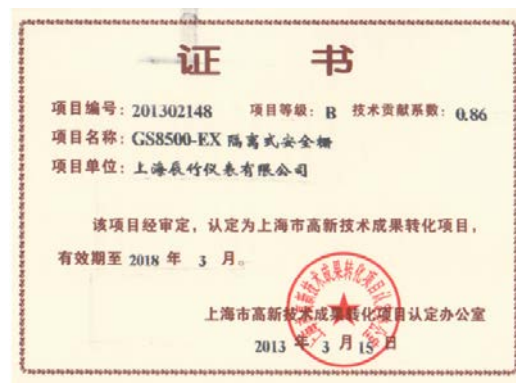 证 书
项目编号：201302148 项目等级：B 技术贡献系数：0.86
项目名称：GS8500-EX 隔离式安全栅
项目单位：上海辰竹仪表有限公司
该项目经审定，认定为上海市高新技术成果转化项目，
有效期至 2018 年 3 月。
上海市高新技术成果转化项目认定办公室
2013 年 3 月 15 日